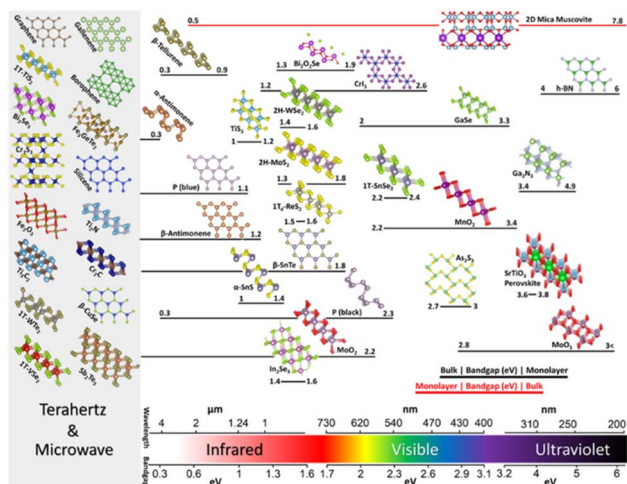 Graphene
Gallenene
1T-TiS₂
Borophene
Bi₂Se
Fe₃GeTe₂
Cr₂S₃
Silicene
Fe₂O₃
Ti₂N
Ti₃C₂
Cr₂C
1T-WTe₂
β-CuSe
1T-VSe₂
Sb₂Te₃
Terahertz
&
Microwave
0.5
2D Mica Muscovite
7.8
β-Tellurene
0.3
0.9
1.3
Bi₂O₂Se
1.9
1.2
CrI₃
2.6
4
h-BN
6
α-Antimonene
0.3
TiS₃
1
1.2
2H-WSe₂
1.4
1.6
2
GaSe
3.3
2H-MoS₂
1.3
1.8
1T-SnSe₂
2.2
2.4
Ga₂N₃
3.4
4.9
P (blue)
1.1
1.5
1.6
2.2
MnO₂
3.4
β-Antimonene
1.2
β-SnTe
1.8
α-SnS
1
1.4
As₂S₃
2.7
3
SrTiO₃
Perovskite
3.6
3.8
0.3
P (black)
2.3
MoO₂
2.2
In₂Se₃
1.4
1.6
2.8
MoO₃
3<
Bulk | Bandgap (eV) | Monolayer
Monolayer | Bandgap (eV) | Bulk
Wavelength
μm
nm
nm
4 2 1.24 1 730 620 540 470 430 400 310 250 200
Infrared
Visible
Ultraviolet
Bandgap
0.3 0.6 1 1.3 1.6 1.7 2 2.3 2.6 2.9 3.1 3.2 4 5 6
eV
eV
eV